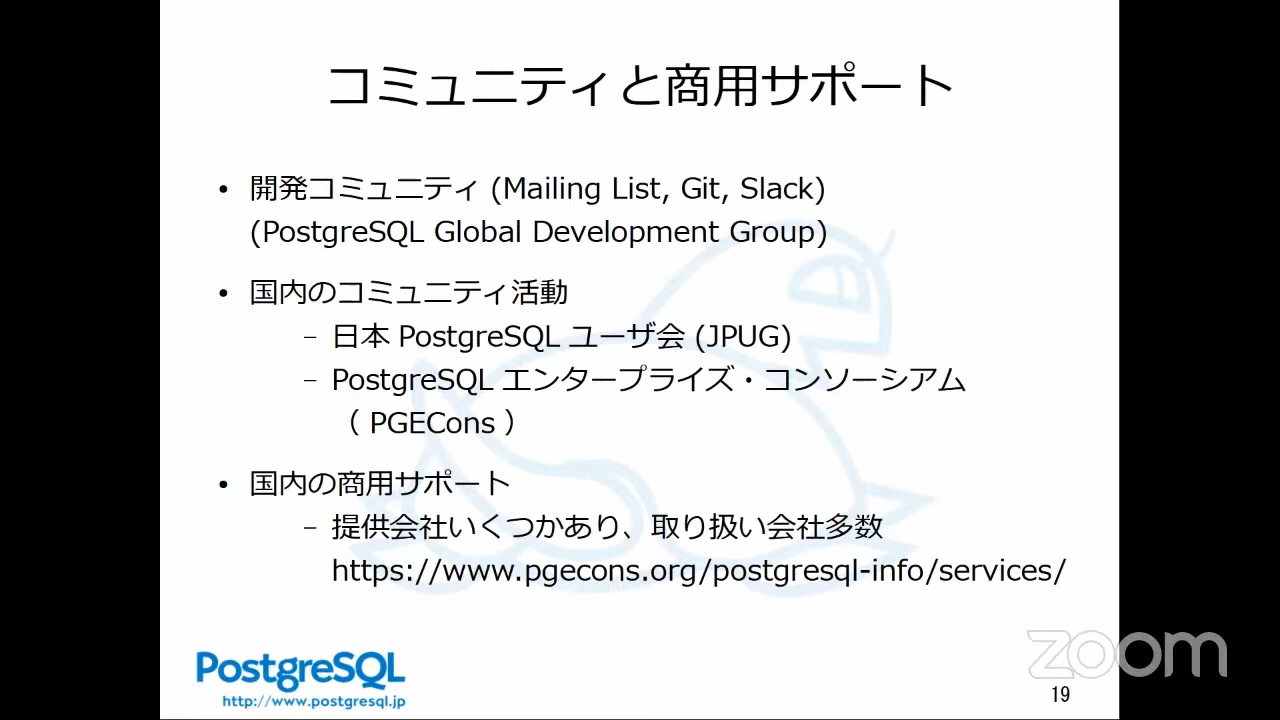 コミュニティと商用サポート
• 開発コミュニティ (Mailing List, Git, Slack)
(PostgreSQL Global Development Group)
• 国内のコミュニティ活動
– 日本 PostgreSQL ユーザ会 (JPUG)
– PostgreSQL エンタープライズ・コンソーシアム
（ PGECons ）
• 国内の商用サポート
– 提供会社いくつかあり、取り扱い会社多数
https://www.pgecons.org/postgresql-info/services/
PostgreSQL
http://www.postgresql.jp
zoom
19